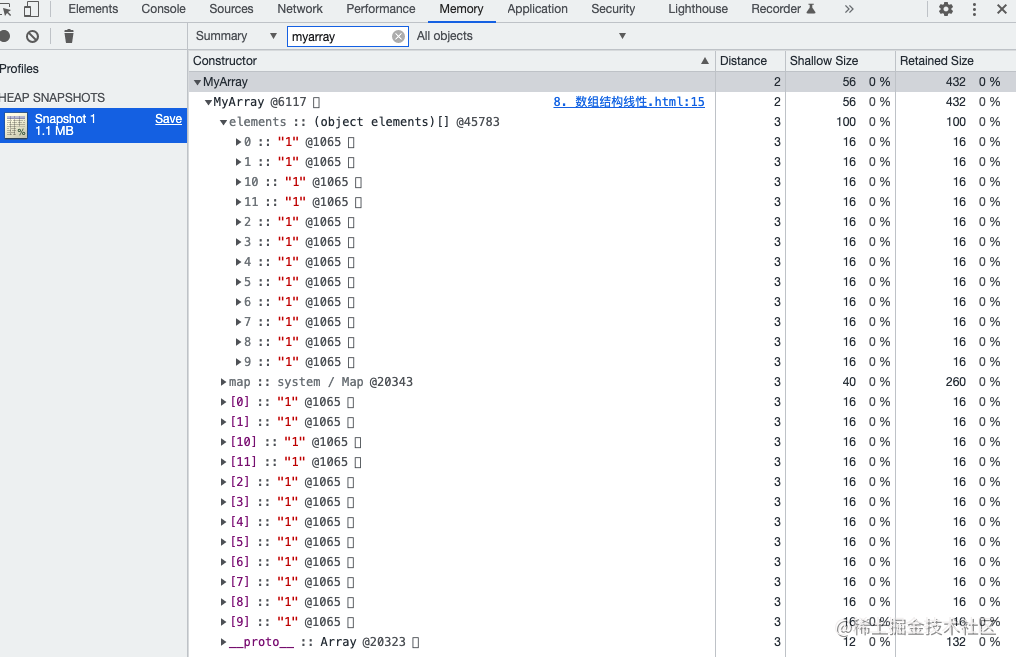 Elements Console Sources Network Performance Memory Application Security Lighthouse Recorder »
Summary ▼ myarray All objects ▼
Profiles
HEAP SNAPSHOTS
Snapshot 1 Save
1.1 MB
Constructor ▲ Distance Shallow Size Retained Size
▼MyArray 2 56 0 % 432 0 %
▼MyArray @6117 8. 数组结构线性.html:15 2 56 0 % 432 0 %
▼elements :: (object elements)[] @45783 3 100 0 % 100 0 %
▶0 :: "1" @1065 3 16 0 % 16 0 %
▶1 :: "1" @1065 3 16 0 % 16 0 %
▶10 :: "1" @1065 3 16 0 % 16 0 %
▶11 :: "1" @1065 3 16 0 % 16 0 %
▶2 :: "1" @1065 3 16 0 % 16 0 %
▶3 :: "1" @1065 3 16 0 % 16 0 %
▶4 :: "1" @1065 3 16 0 % 16 0 %
▶5 :: "1" @1065 3 16 0 % 16 0 %
▶6 :: "1" @1065 3 16 0 % 16 0 %
▶7 :: "1" @1065 3 16 0 % 16 0 %
▶8 :: "1" @1065 3 16 0 % 16 0 %
▶9 :: "1" @1065 3 16 0 % 16 0 %
▶map :: system / Map @20343 3 40 0 % 260 0 %
▶[0] :: "1" @1065 3 16 0 % 16 0 %
▶[1] :: "1" @1065 3 16 0 % 16 0 %
▶[10] :: "1" @1065 3 16 0 % 16 0 %
▶[11] :: "1" @1065 3 16 0 % 16 0 %
▶[2] :: "1" @1065 3 16 0 % 16 0 %
▶[3] :: "1" @1065 3 16 0 % 16 0 %
▶[4] :: "1" @1065 3 16 0 % 16 0 %
▶[5] :: "1" @1065 3 16 0 % 16 0 %
▶[6] :: "1" @1065 3 16 0 % 16 0 %
▶[7] :: "1" @1065 3 16 0 % 16 0 %
▶[8] :: "1" @1065 3 16 0 % 16 0 %
▶[9] :: "1" @1065 3 16 0 % 16 0 %
▶__proto__ :: Array @20323 3 12 0 % 132 0 %
@稀土掘金技术社区